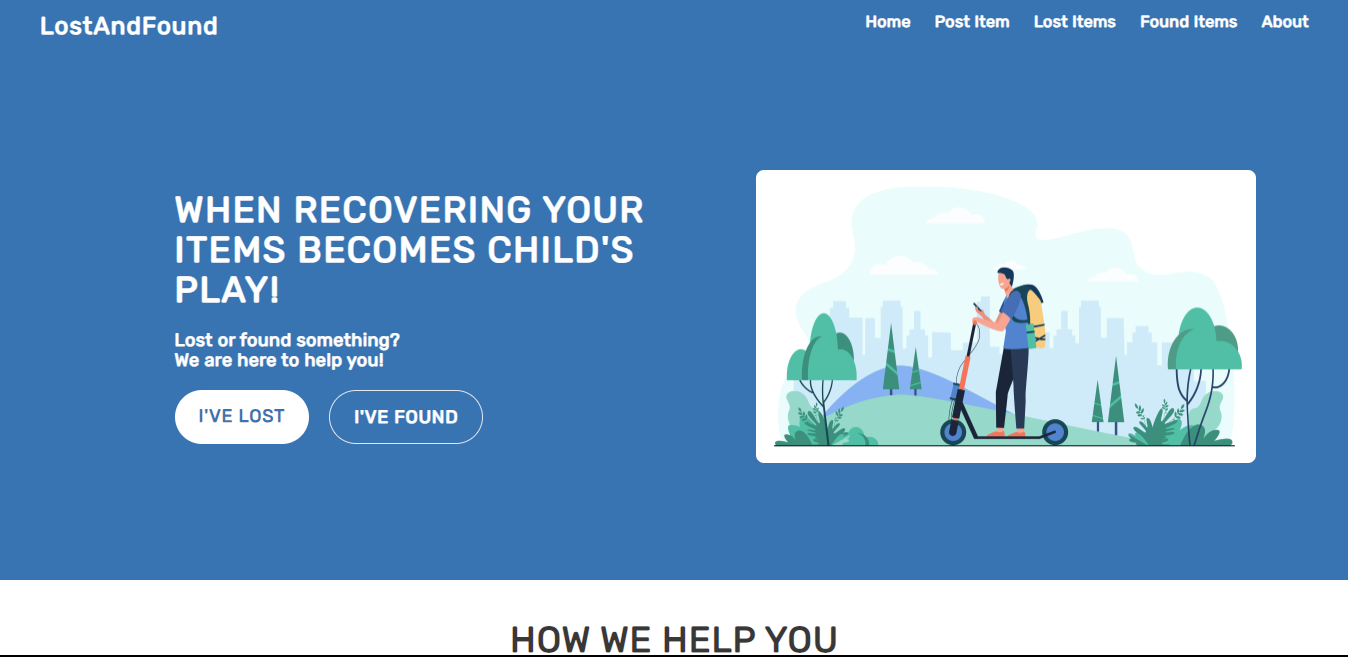 LostAndFound
Home Post Item Lost Items Found Items About
WHEN RECOVERING YOUR
ITEMS BECOMES CHILD'S
PLAY!
Lost or found something?
We are here to help you!
I'VE LOST I'VE FOUND
HOW WE HELP YOU